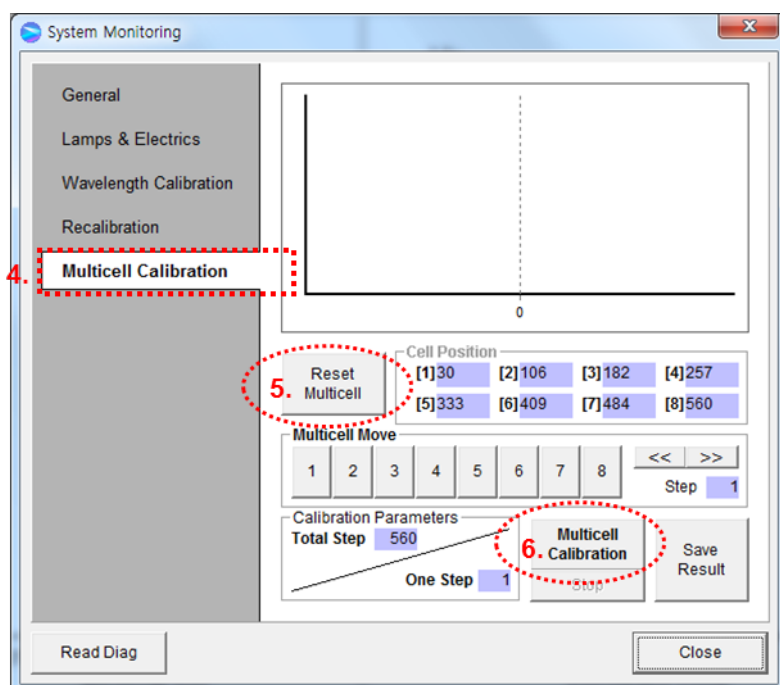 System Monitoring
x
General
Lamps & Electrics
Wavelength Calibration
Recalibration
4. Multicell Calibration
0
5. Reset
Multicell
Cell Position
[1]30 [2]106 [3]182 [4]257
[5]333 [6]409 [7]484 [8]560
Multicell Move
1 2 3 4 5 6 7 8
<< >>
Step 1
Calibration Parameters
Total Step 560
One Step 1
6. Multicell
Calibration
Stop
Save
Result
Read Diag
Close